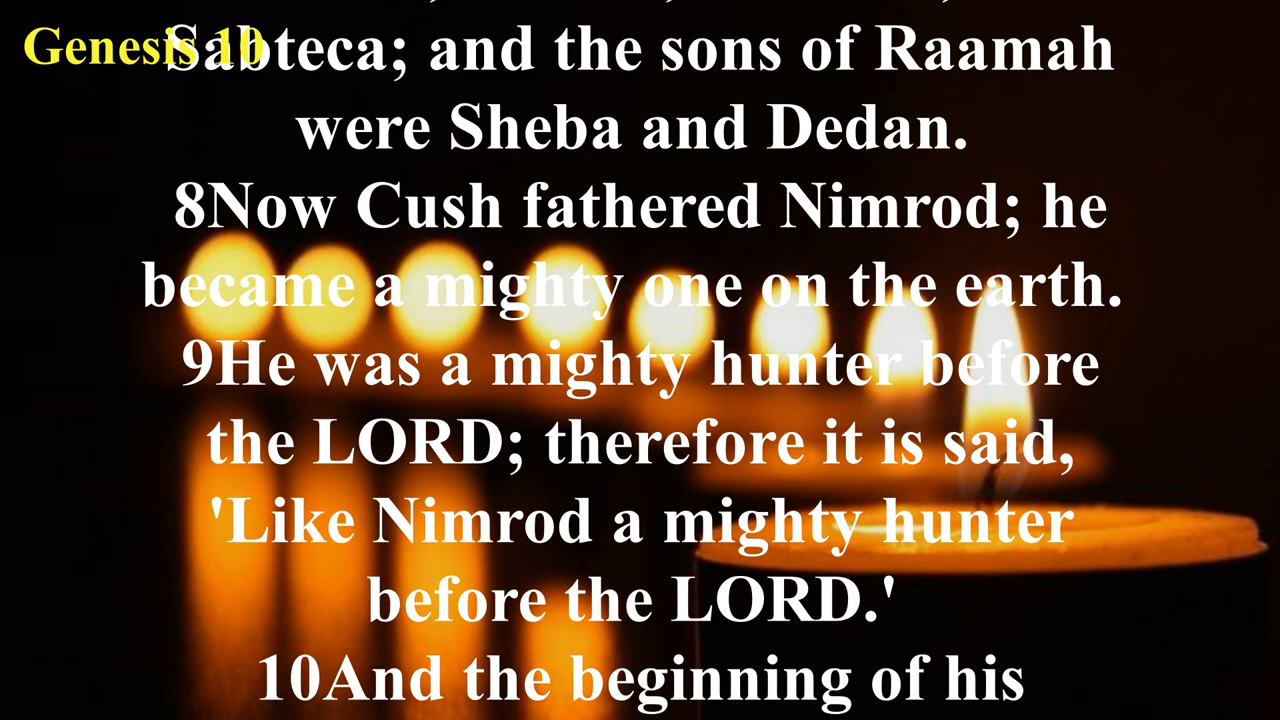 Genesis 10
Sabteca; and the sons of Raamah
were Sheba and Dedan.
8Now Cush fathered Nimrod; he
became a mighty one on the earth.
9He was a mighty hunter before
the LORD; therefore it is said,
'Like Nimrod a mighty hunter
before the LORD.'
10And the beginning of his